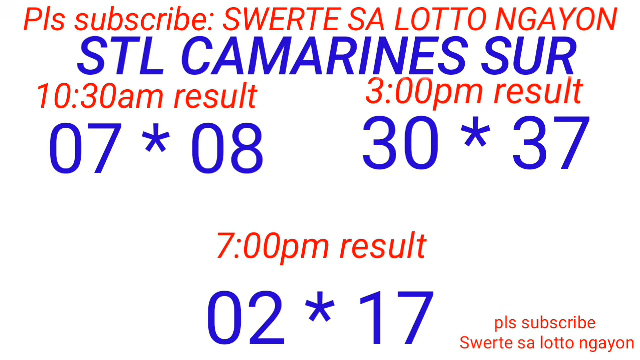 Pls subscribe: SWERTE SA LOTTO NGAYON
STL CAMARINES SUR
10:30am result
07 * 08
3:00pm result
30 * 37
7:00pm result
02 * 17
pls subscribe
Swerte sa lotto ngayon